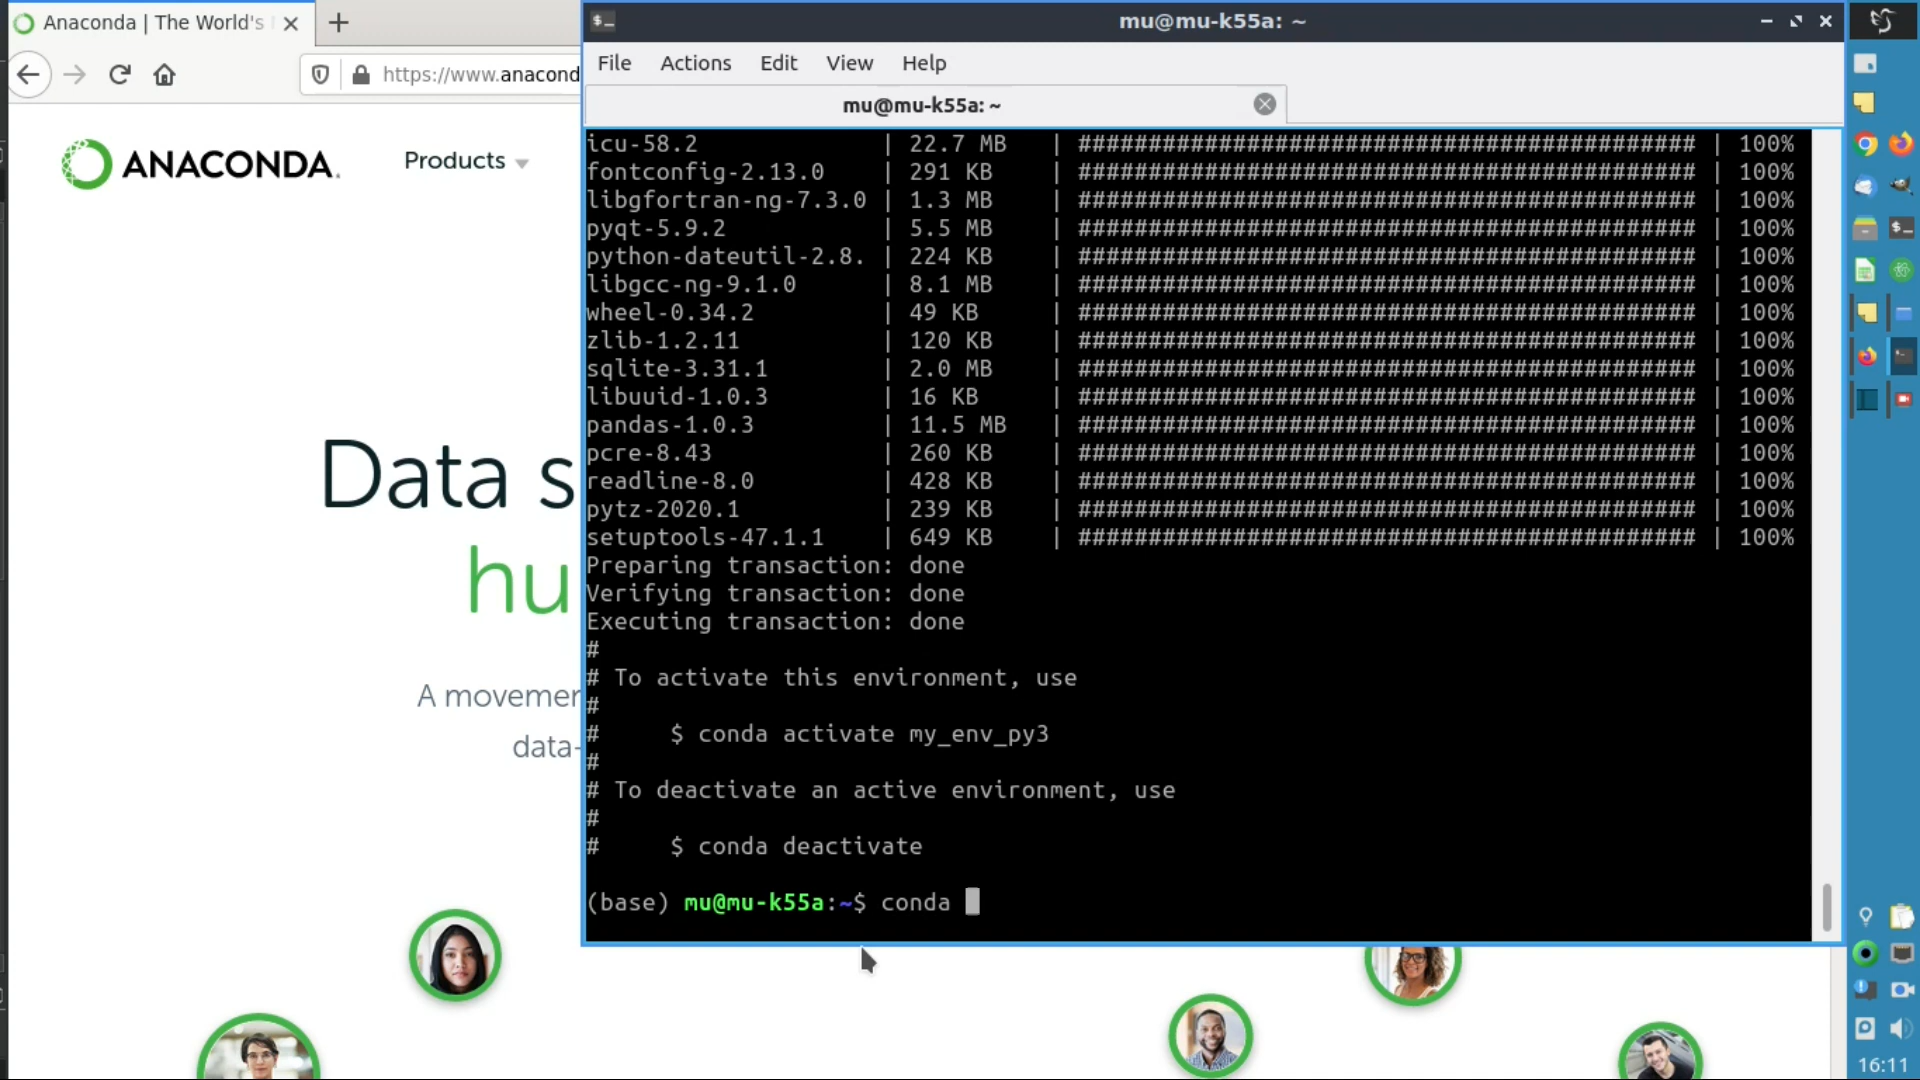 Anaconda | The World's
https://www.anacond
ANACONDA.
Products
Data s
hu
A movemen
data-
mu@mu-k55a: ~
File Actions Edit View Help
mu@mu-k55a: ~
icu-58.2 | 22.7 MB | ############################################ | 100%
fontconfig-2.13.0 | 291 KB | ############################################ | 100%
libgfortran-ng-7.3.0 | 1.3 MB | ############################################ | 100%
pyqt-5.9.2 | 5.5 MB | ############################################ | 100%
python-dateutil-2.8. | 224 KB | ############################################ | 100%
libgcc-ng-9.1.0 | 8.1 MB | ############################################ | 100%
wheel-0.34.2 | 49 KB | ############################################ | 100%
zlib-1.2.11 | 120 KB | ############################################ | 100%
sqlite-3.31.1 | 2.0 MB | ############################################ | 100%
libuuid-1.0.3 | 16 KB | ############################################ | 100%
pandas-1.0.3 | 11.5 MB | ############################################ | 100%
pcre-8.43 | 260 KB | ############################################ | 100%
readline-8.0 | 428 KB | ############################################ | 100%
pytz-2020.1 | 239 KB | ############################################ | 100%
setuptools-47.1.1 | 649 KB | ############################################ | 100%
Preparing transaction: done
Verifying transaction: done
Executing transaction: done
#
# To activate this environment, use
#
# $ conda activate my_env_py3
#
# To deactivate an active environment, use
#
# $ conda deactivate
(base) mu@mu-k55a:~$ conda
16:11